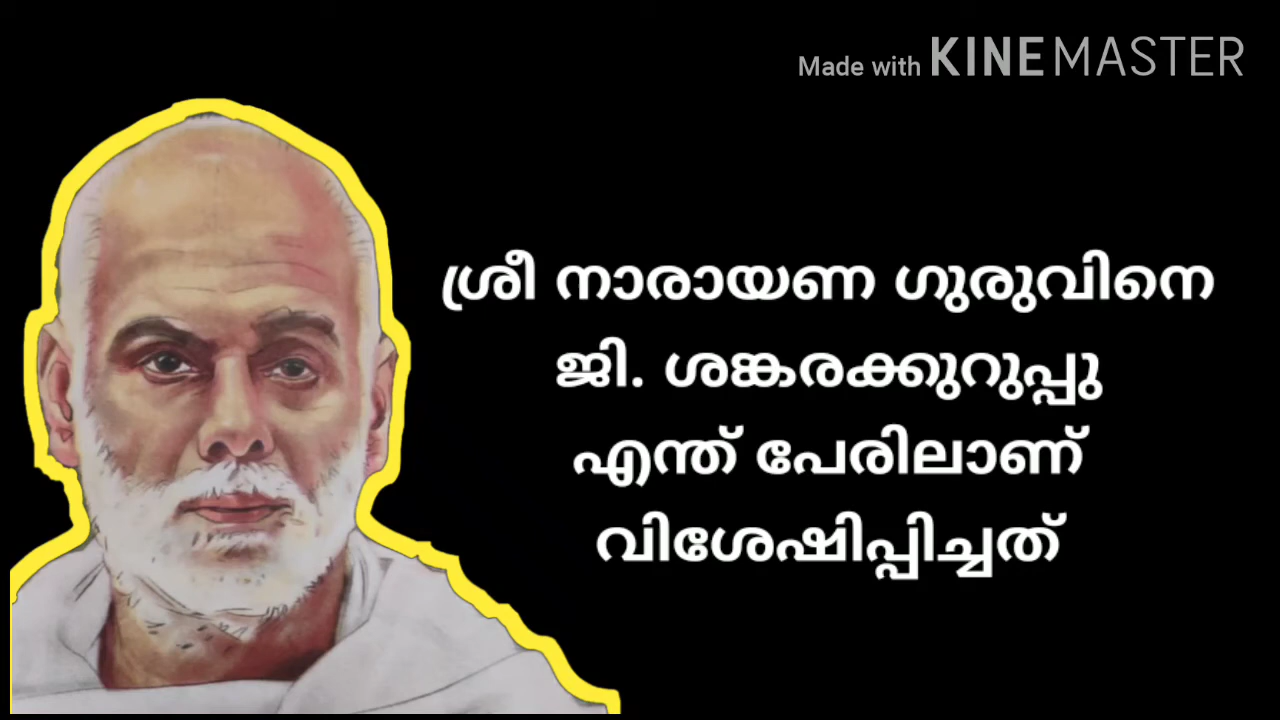 Made with KINEMASTER
ശ്രീ നാരായണ ഗുരുവിനെ
ജി. ശങ്കരക്കുറുപ്പു
എന്ത് പേരിലാണ്
വിശേഷിപ്പിച്ചത്